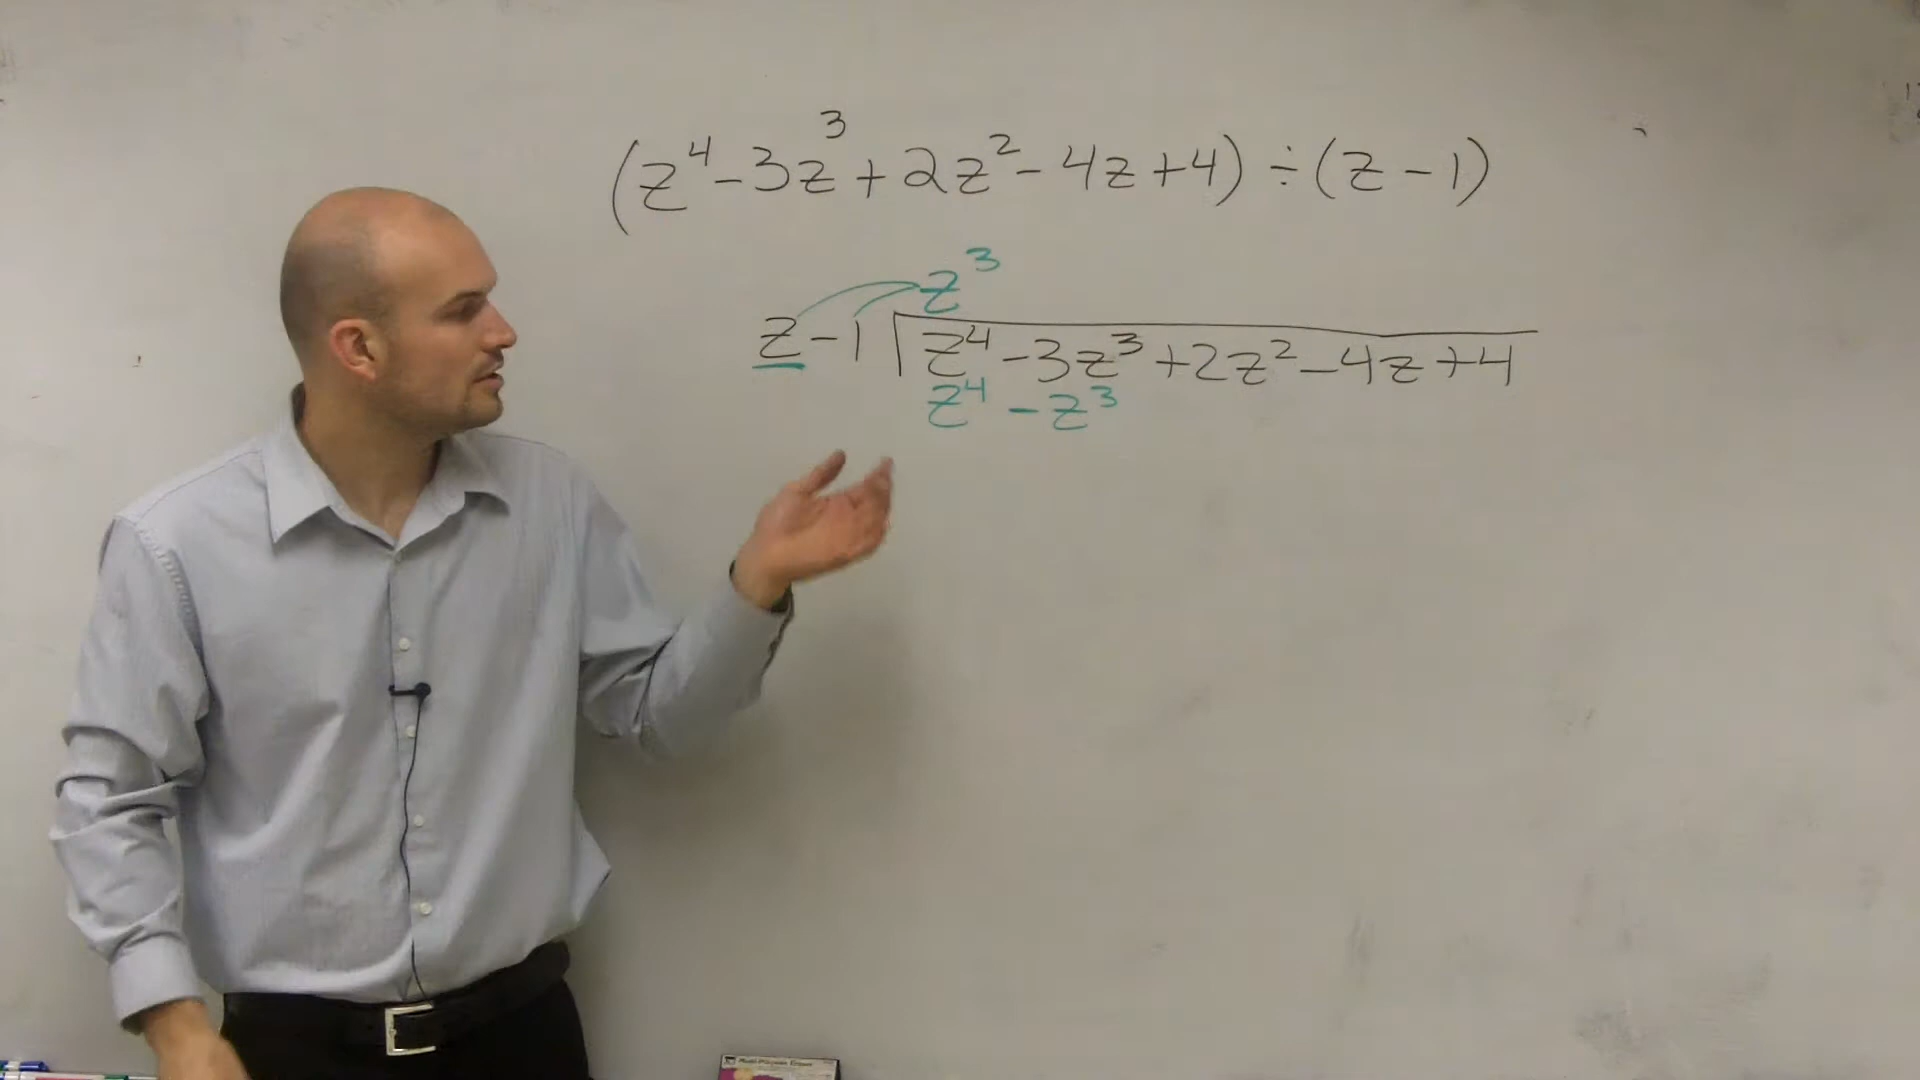 (z⁴ - 3z³ + 2z² - 4z + 4) ÷ (z - 1)
z³
z - 1 z⁴ - 3z³ + 2z² - 4z + 4
z⁴ - z³